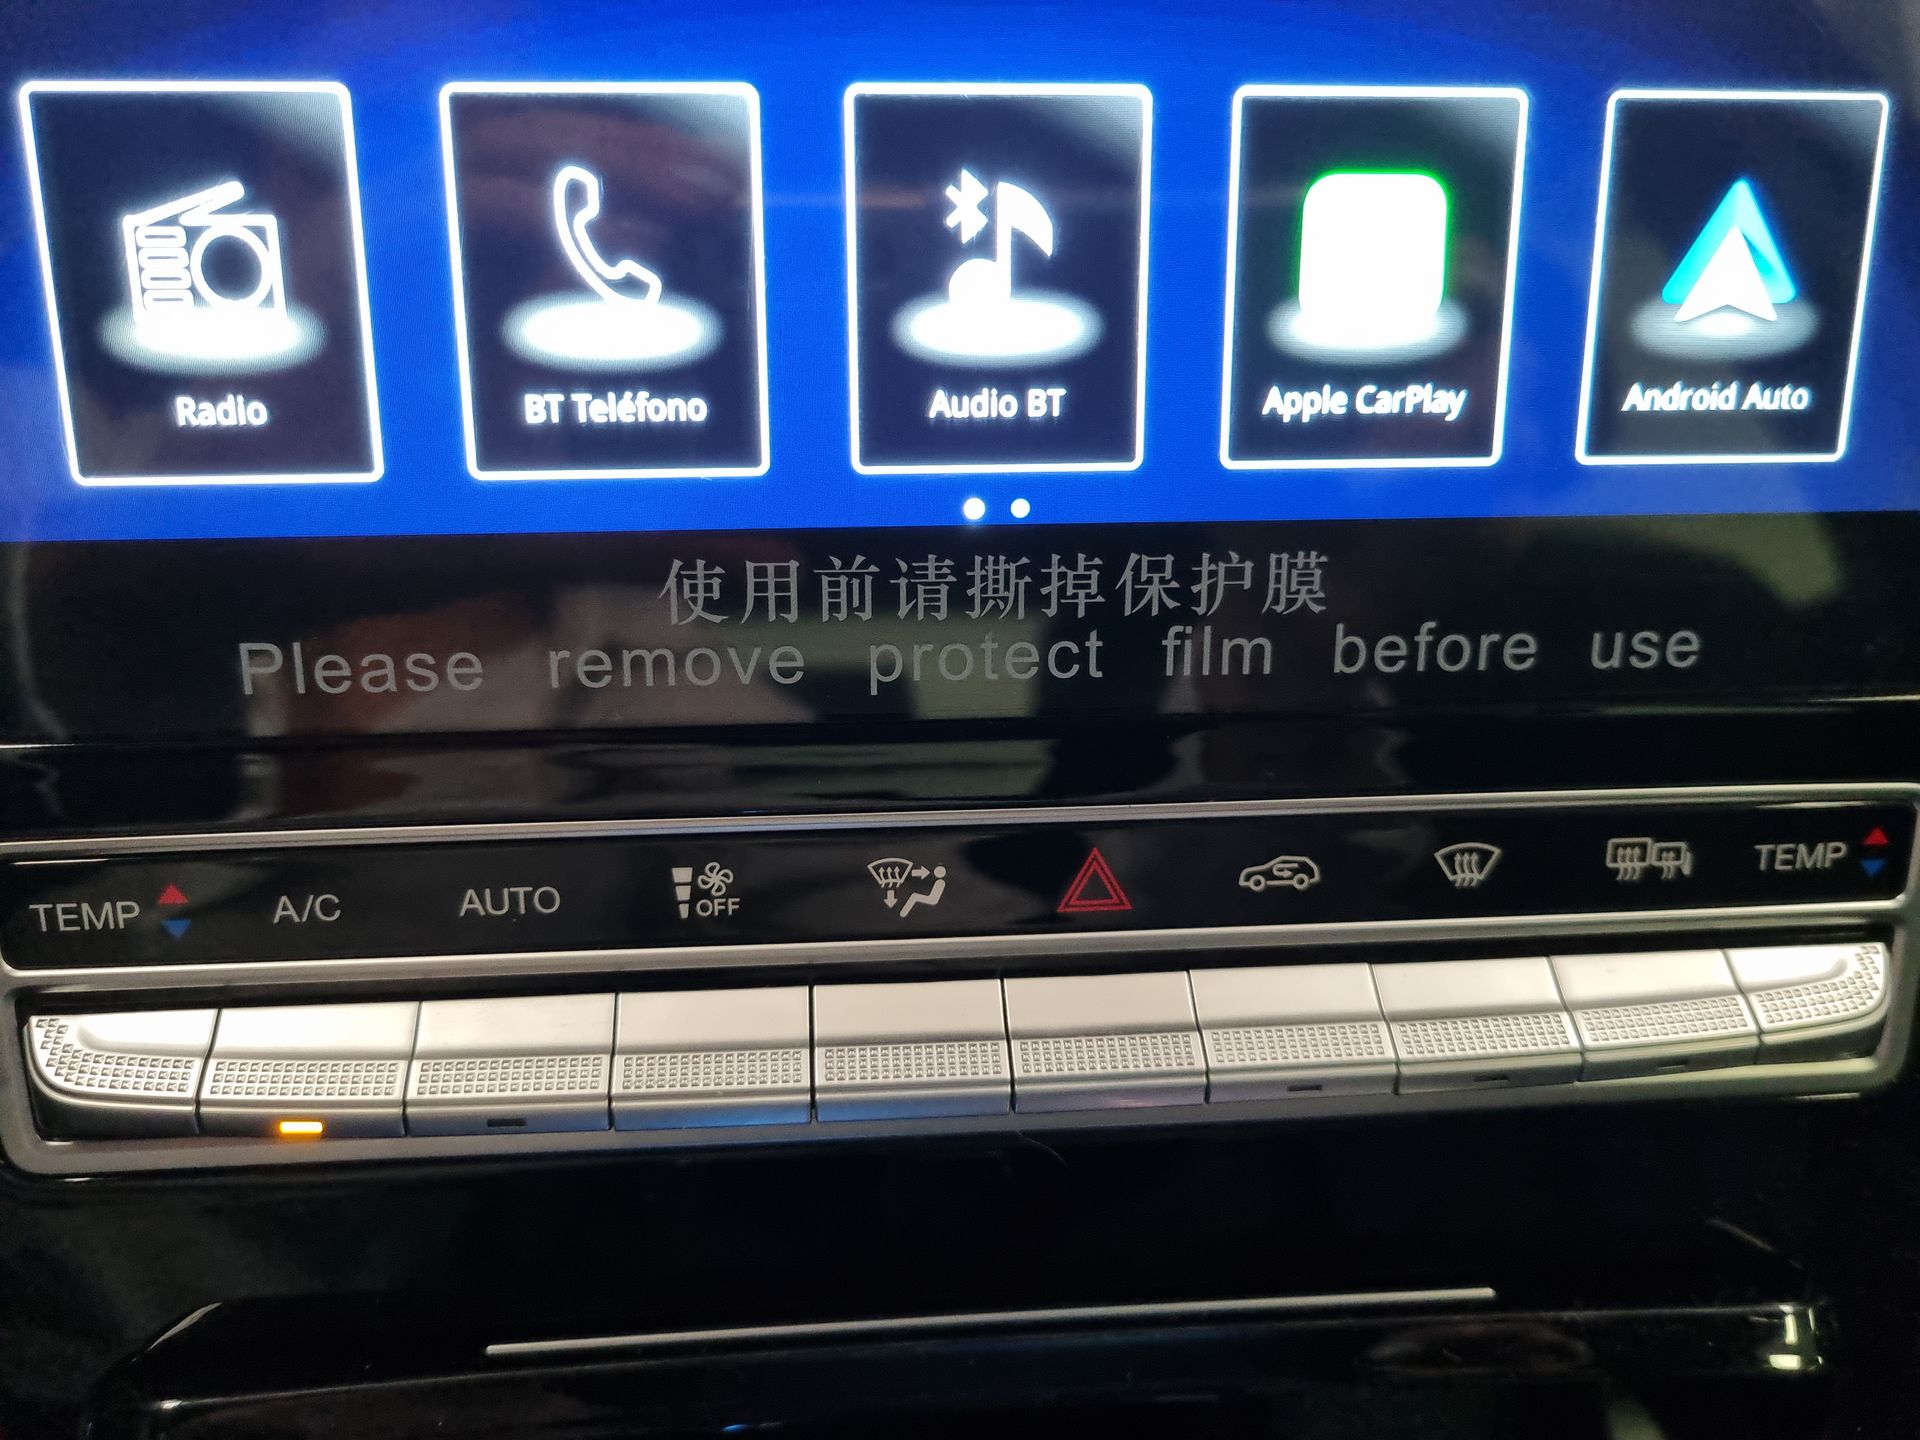 Radio BT Teléfono Audio BT Apple CarPlay Android Auto
使用前请撕掉保护膜
Please remove protect film before use
TEMP A/C AUTO OFF TEMP